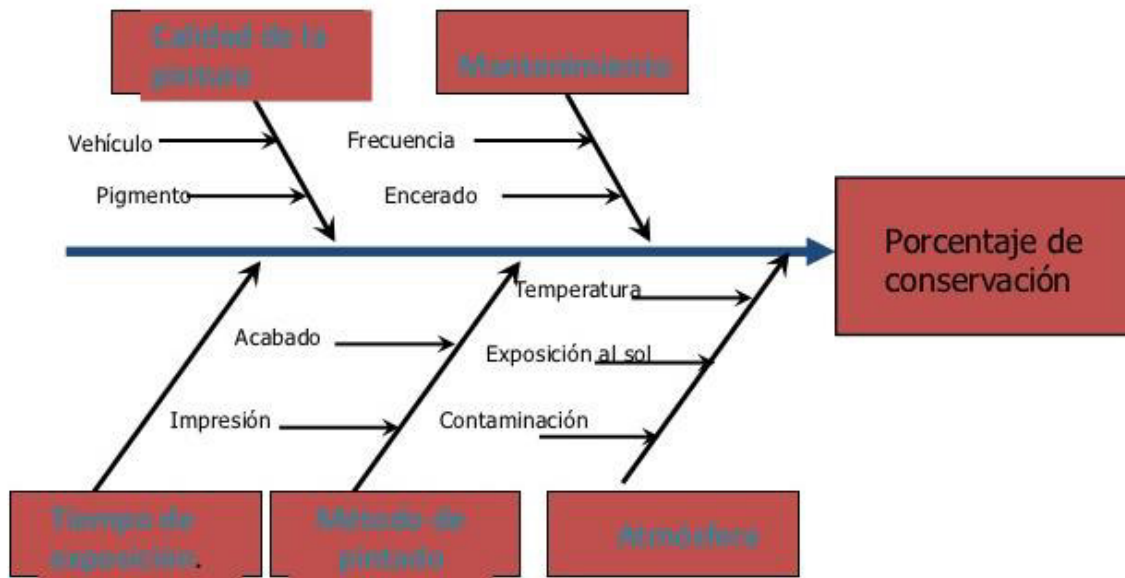 Calidad de la
pintura
Mantenimiento
Vehículo
Frecuencia
Pigmento
Encerado
Porcentaje de
conservación
Temperatura
Acabado
Exposición al sol
Impresión
Contaminación
Tiempo de
exposición.
Método de
pintado
Atmósfera